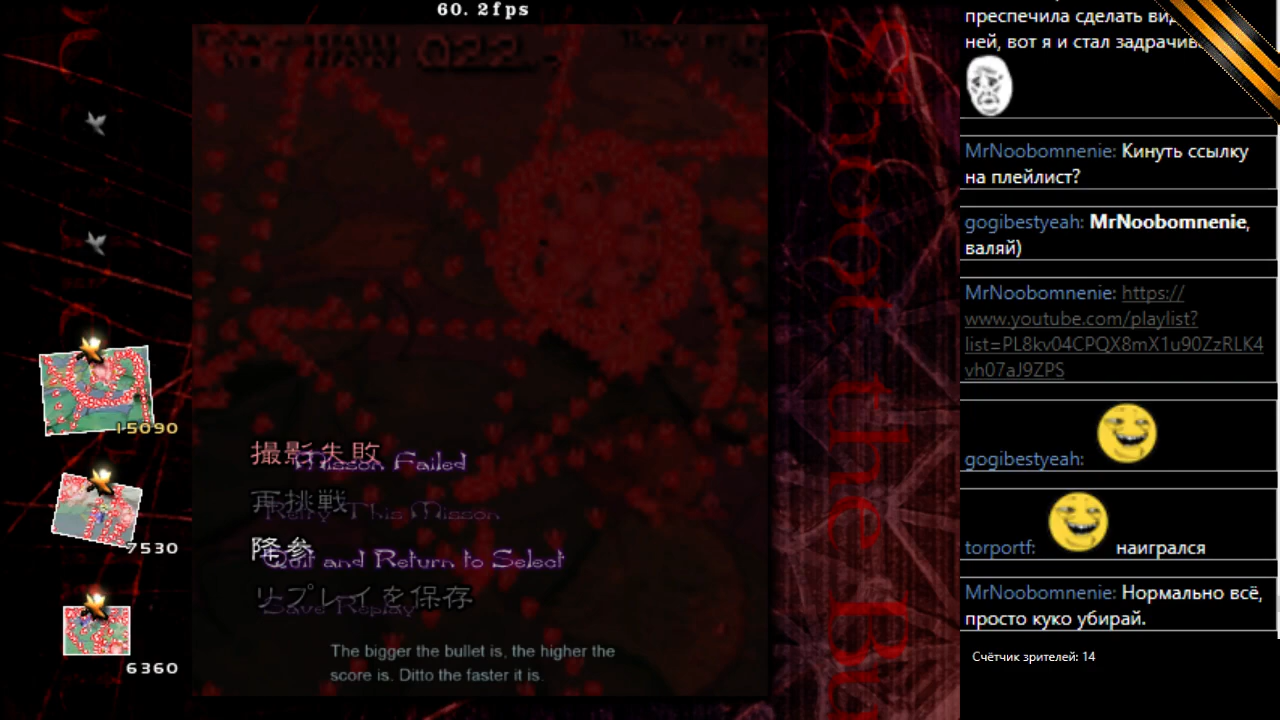 60.2fps
Shoot the Bu
15090
7530
6360
撮影失敗
Misson Failed
再挑戦
Retry This Misson
降参
Quit and Return to Select
リプレイを保存
Save Replay
The bigger the bullet is, the higher the
score is. Ditto the faster it is.
преспечила сделать
ней, вот я и стал
MrNoobomnenie: Кинуть ссылку
на плейлист?
gogibestyeah: MrNoobomnenie,
валяй)
MrNoobomnenie: https://
www.youtube.com/playlist?
list=PL8kv04CPQX8mX1u90ZzRLK4
vh07aJ9ZPS
gogibestyeah:
torportf: наигрался
MrNoobomnenie: Нормально всё,
просто куко убирай.
Счётчик зрителей: 14